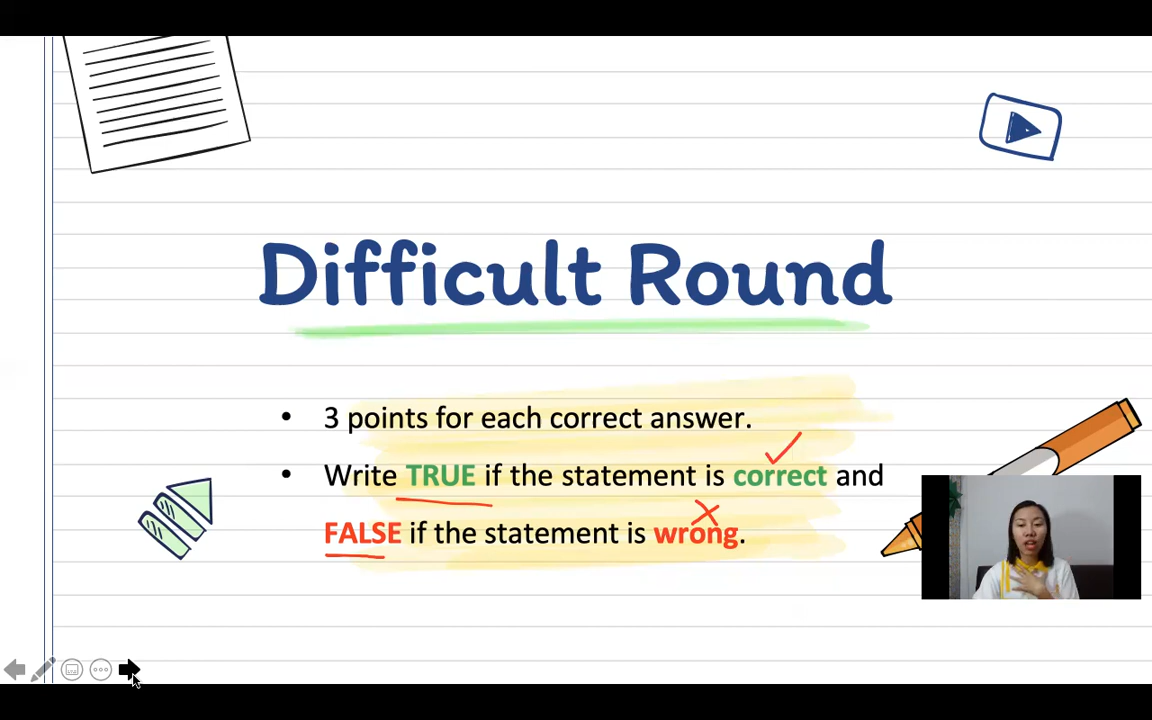 Difficult Round
• 3 points for each correct answer.
• Write TRUE if the statement is correct and
FALSE if the statement is wrong.